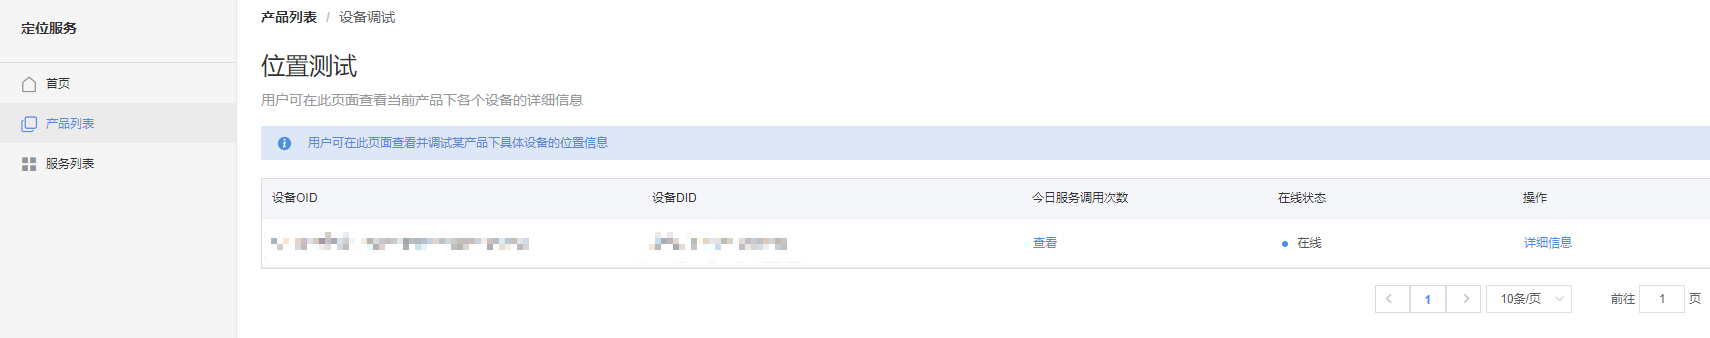 定位服务
首页
产品列表
服务列表
产品列表 / 设备调试
位置测试
用户可在此页面查看当前产品下各个设备的详细信息
用户可在此页面查看并调试某产品下具体设备的位置信息
设备OID 设备DID 今日服务调用次数 在线状态 操作
查看 在线 详细信息
1 10条/页 前往 1 页